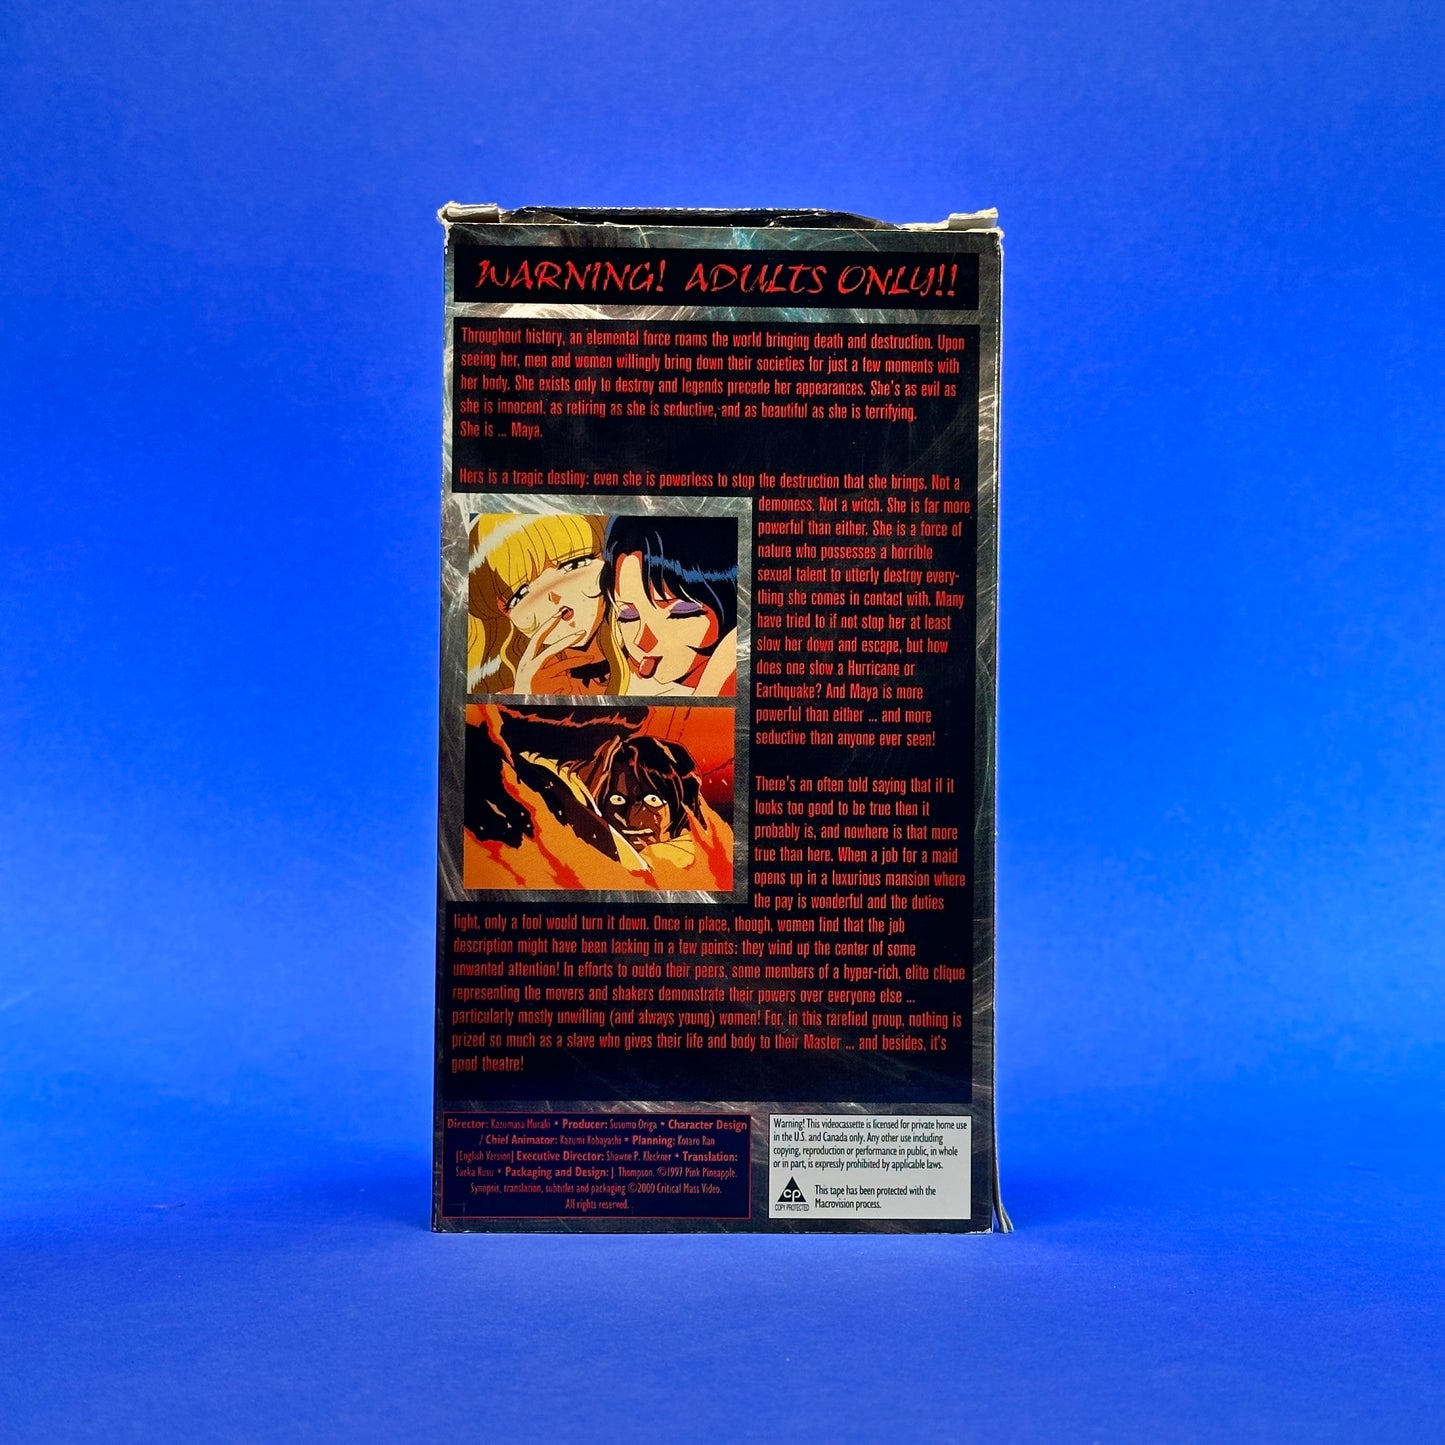 WARNING! ADULTS ONLY!!
Throughout history, an elemental force roams the world bringing death and destruction. Upon
seeing her, men and women willingly bring down their societies for just a few moments with
her body. She exists only to destroy and legends precede her appearances. She's as evil as
she is innocent, as retiring as she is seductive, and as beautiful as she is terrifying.
She is ... Maya.
Hers is a tragic destiny: even she is powerless to stop the destruction that she brings. Not a
demoness. Not a witch. She is far more
powerful than either. She is a force of
nature who possesses a horrible
sexual talent to utterly destroy every-
thing she comes in contact with. Many
have tried to if not stop her at least
slow her down and escape, but how
does one slow a Hurricane or
Earthquake? And Maya is more
powerful than either ... and more
seductive than anyone ever seen!
There's an often told saying that if it
looks too good to be true then it
probably is, and nowhere is that more
true than here. When a job for a maid
opens up in a luxurious mansion where
the pay is wonderful and the duties
light, only a fool would turn it down. Once in place, though, women find that the job
description might have been lacking in a few points: they wind up the center of some
unwanted attention! In efforts to outdo their peers, some members of a hyper-rich, elite clique
representing the movers and shakers demonstrate their powers over everyone else ...
particularly mostly unwilling (and always young) women! For, in this rarefied group, nothing is
prized so much as a slave who gives their life and body to their Master ... and besides, it's
good theatre!
Director: Kazumasa Muraki • Producer: Susumu Origa • Character Design
/ Chief Animator: Kazumi Kobayashi • Planning: Kotaro Ran
[English Version] Executive Director: Shawne P. Kleckner • Translation:
Saeka Kusu • Packaging and Design: J. Thompson. ©1997 Pink Pineapple.
Synopsis, translation, subtitles and packaging ©2000 Critical Mass Video.
All rights reserved.
Warning! This videocassette is licensed for private home use
in the U.S. and Canada only. Any other use including
copying, reproduction or performance in public, in whole
or in part, is expressly prohibited by applicable laws.
cp
COPY PROTECTED
This tape has been protected with the
Macrovision process.